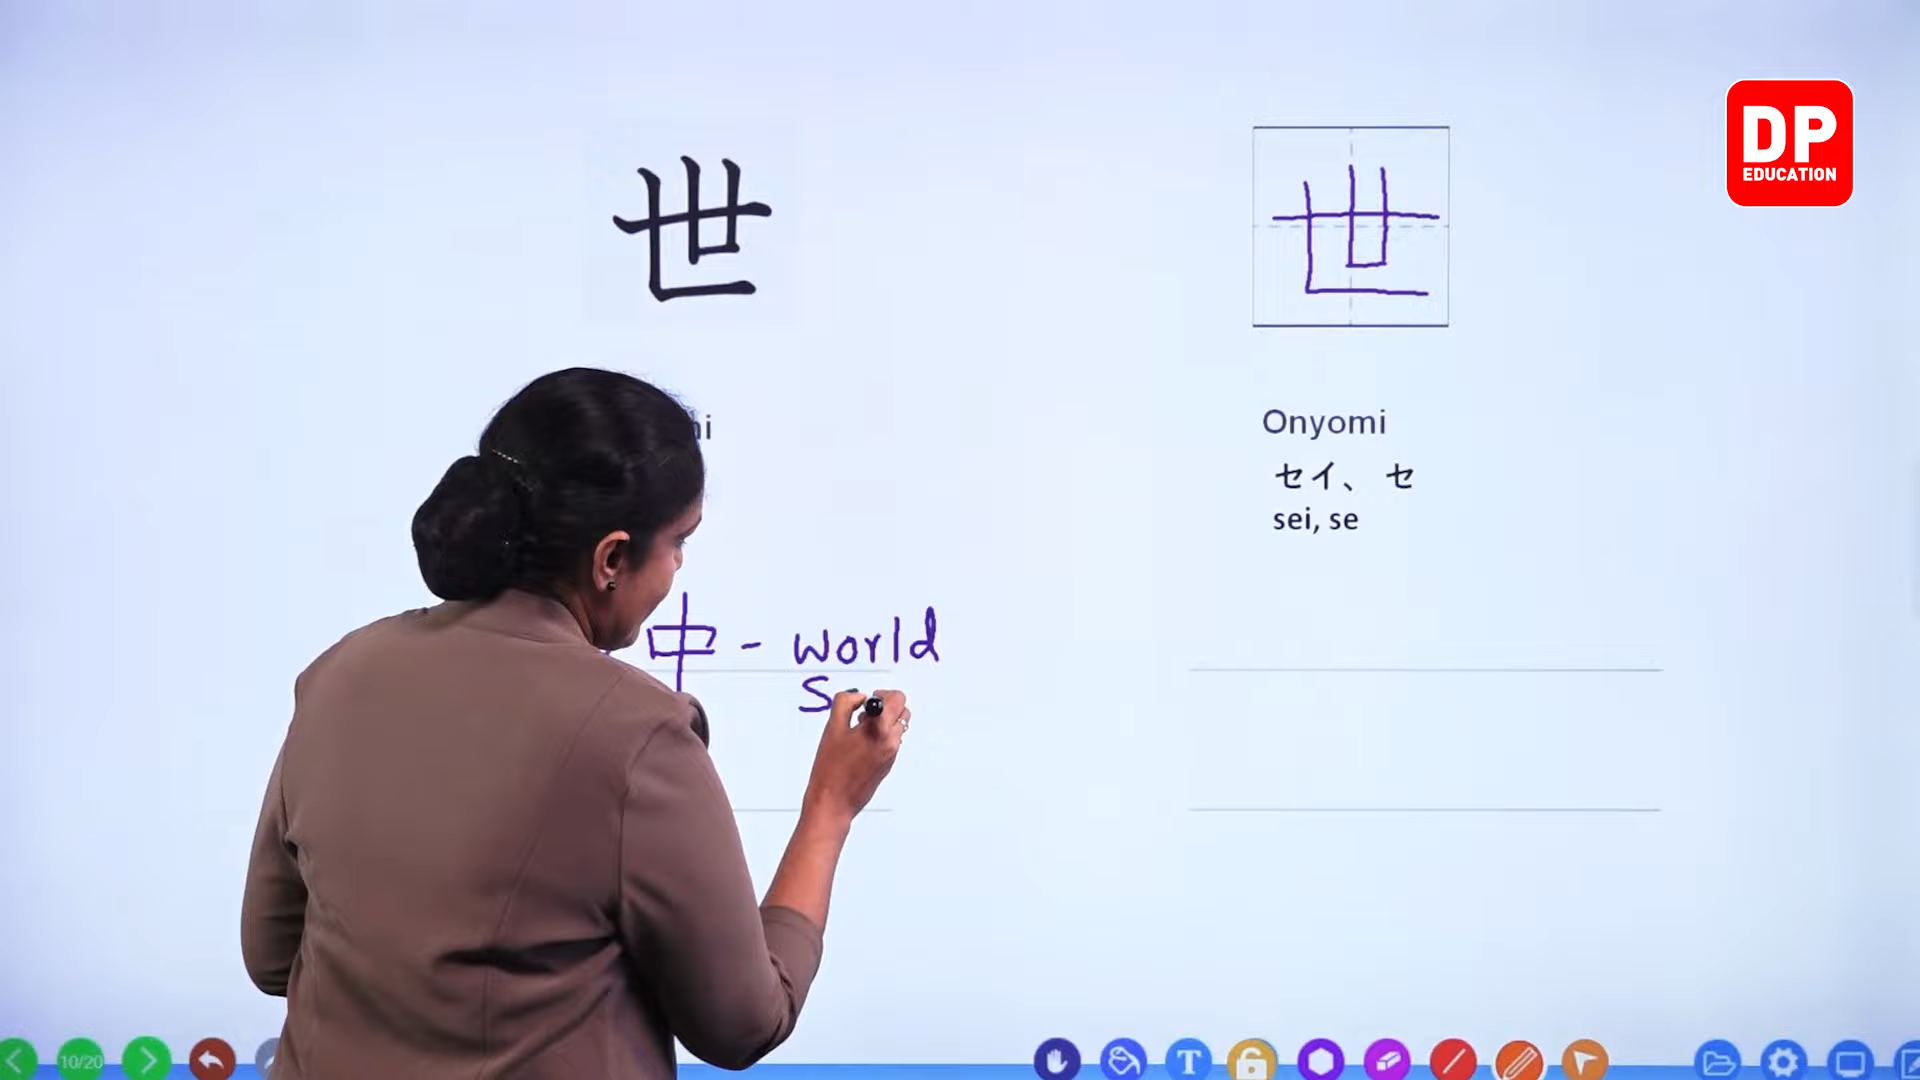 世
世
DP
EDUCATION
Onyomi
セイ、 セ
sei, se
中 - world
10/20
T